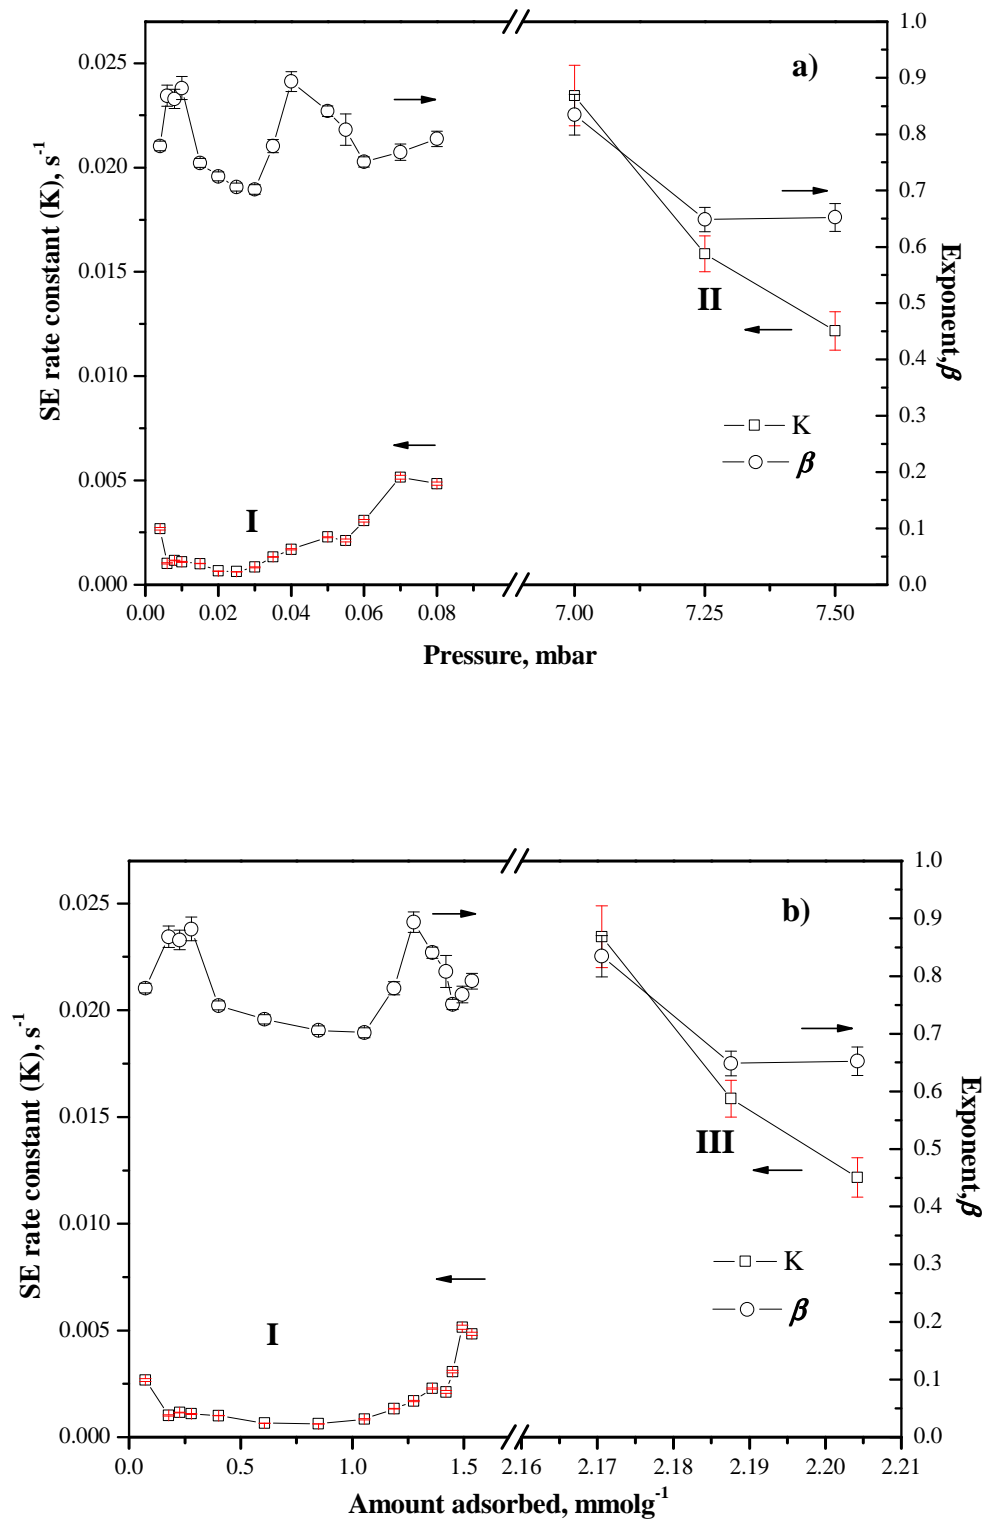 a)
SE rate constant (K), s-1
0.025
0.020
0.015
0.010
0.005
0.000
1.0
0.9
0.8
0.7
0.6
0.5
0.4
0.3
0.2
0.1
0.0
Exponent,β
I
II
K
β
0.00 0.02 0.04 0.06 0.08 7.00 7.25 7.50
Pressure, mbar
b)
SE rate constant (K), s-1
0.025
0.020
0.015
0.010
0.005
0.000
1.0
0.9
0.8
0.7
0.6
0.5
0.4
0.3
0.2
0.1
0.0
Exponent,β
I
III
K
β
0.0 0.5 1.0 1.5 2.16 2.17 2.18 2.19 2.20 2.21
Amount adsorbed, mmolg-1